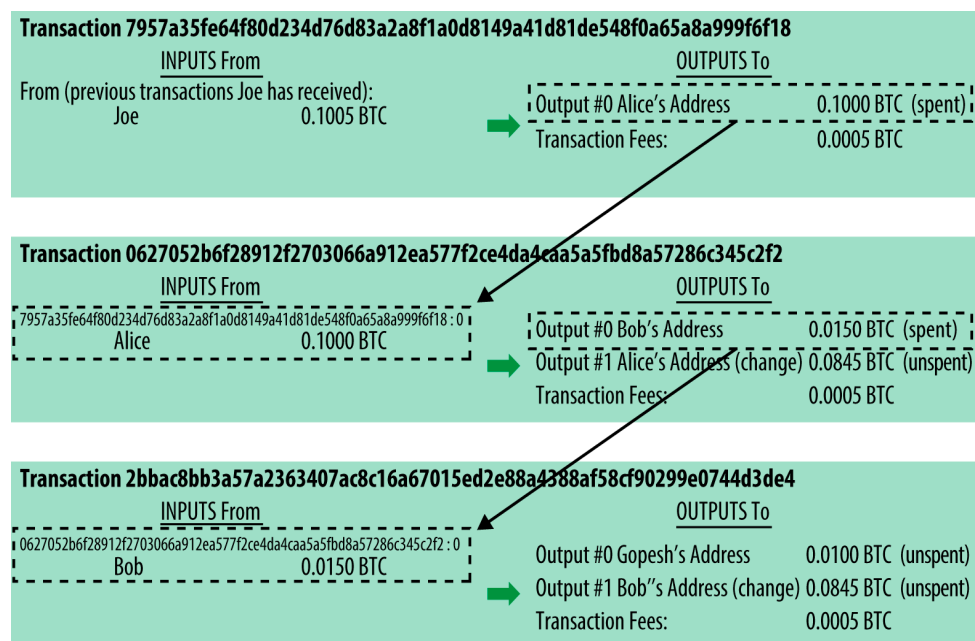 Transaction 7957a35fe64f80d234d76d83a2a8f1a0d8149a41d81de548f0a65a8a999f6f18
INPUTS From
OUTPUTS To
From (previous transactions Joe has received):
Joe 0.1005 BTC
Output #0 Alice's Address 0.1000 BTC (spent)
Transaction Fees: 0.0005 BTC
Transaction 0627052b6f28912f2703066a912ea577f2ce4da4caa5a5fbd8a57286c345c2f2
INPUTS From
OUTPUTS To
7957a35fe64f80d234d76d83a2a8f1a0d8149a41d81de548f0a65a8a999f6f18 : 0
Alice 0.1000 BTC
Output #0 Bob's Address 0.0150 BTC (spent)
Output #1 Alice's Address (change) 0.0845 BTC (unspent)
Transaction Fees: 0.0005 BTC
Transaction 2bbac8bb3a57a2363407ac8c16a67015ed2e88a4388af58cf90299e0744d3de4
INPUTS From
OUTPUTS To
0627052b6f28912f2703066a912ea577f2ce4da4caa5a5fbd8a57286c345c2f2 : 0
Bob 0.0150 BTC
Output #0 Gopesh's Address 0.0100 BTC (unspent)
Output #1 Bob''s Address (change) 0.0845 BTC (unspent)
Transaction Fees: 0.0005 BTC